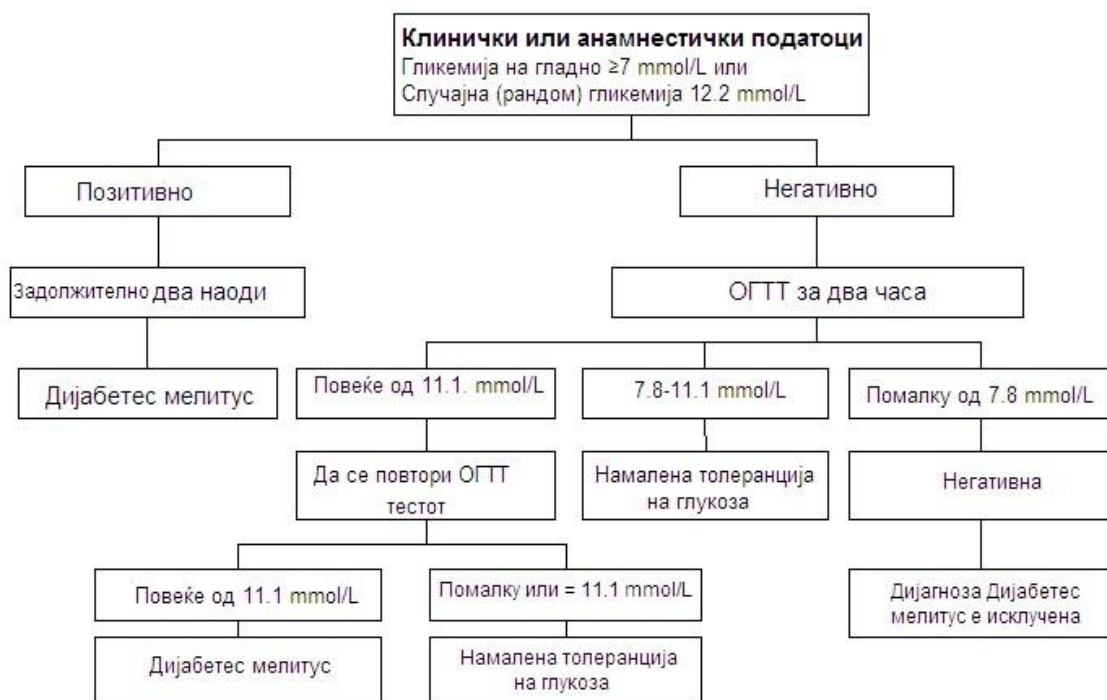 Клинички или анамнестички податоци
Гликемија на гладно ≥7 mmol/L или
Случајна (рандом) гликемија 12.2 mmol/L
Позитивно
Негативно
Задолжително два наоди
ОГТТ за два часа
Дијабетес мелитус
Повеќе од 11.1. mmol/L
7.8-11.1 mmol/L
Помалку од 7.8 mmol/L
Да се повтори ОГТТ
тестот
Намалена толеранција
на глукоза
Негативна
Повеќе од 11.1 mmol/L
Помалку или = 11.1 mmol/L
Дијагноза Дијабетес
мелитус е исклучена
Дијабетес мелитус
Намалена толеранција
на глукоза